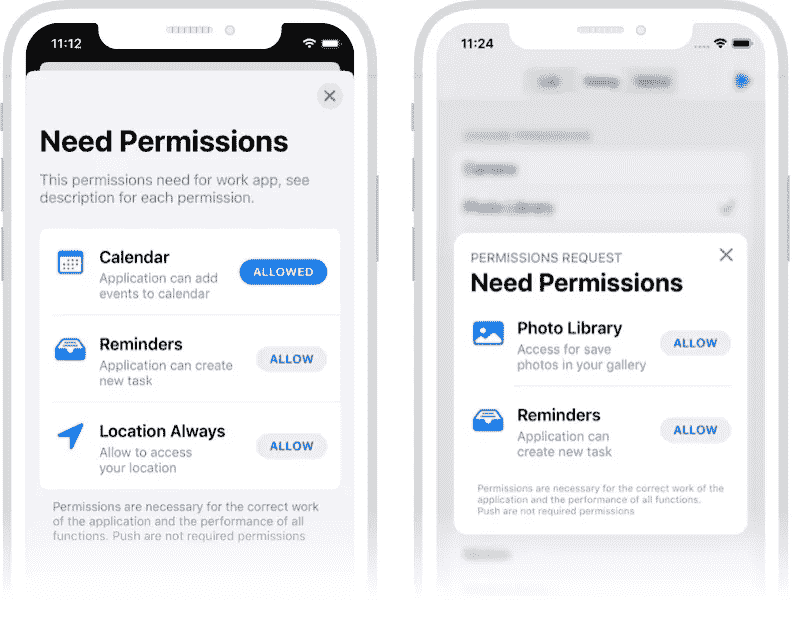 11:12
Need Permissions
This permissions need for work app, see
description for each permission.
Calendar
Application can add
events to calendar
ALLOWED
Reminders
Application can create
new task
ALLOW
Location Always
Allow to access
your location
ALLOW
Permissions are necessary for the correct work
of the application and the performance of all
functions. Push are not required permissions
11:24
PERMISSIONS REQUEST
Need Permissions
Photo Library
Access for save
photos in your gallery
ALLOW
Reminders
Application can
create new task
ALLOW
Permissions are necessary for the correct work of the
application and the performance of all functions.
Push are not required permissions